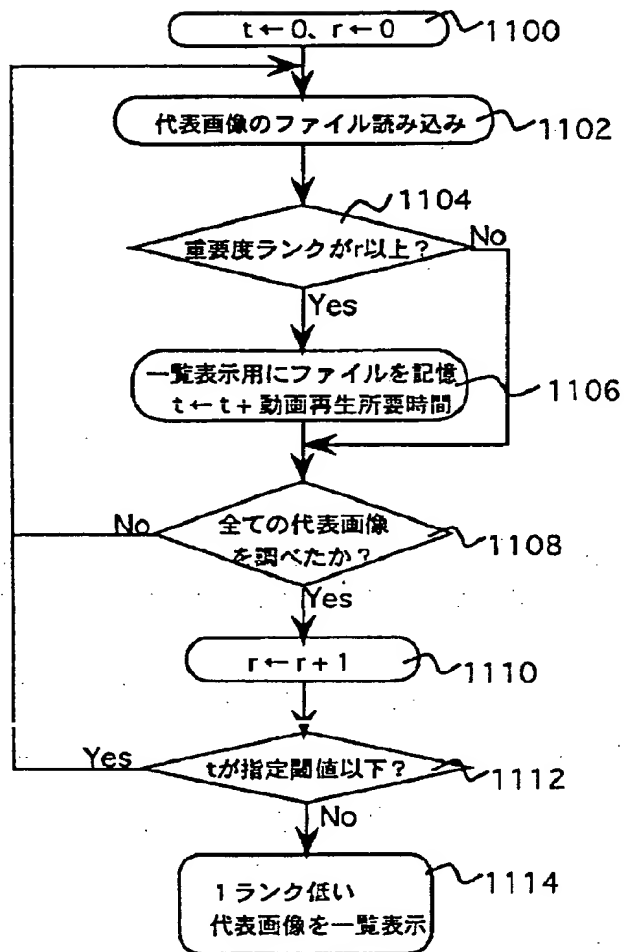 t←0、r←0
1100
代表画像のファイル読み込み
1102
1104
重要度ランクがr以上？
No
Yes
一覧表示用にファイルを記憶
t←t+動画再生所要時間
1106
全ての代表画像
を調べたか？
No
1108
Yes
r←r+1
1110
tが指定閾値以下？
Yes
1112
No
1114
1ランク低い
代表画像を一覧表示